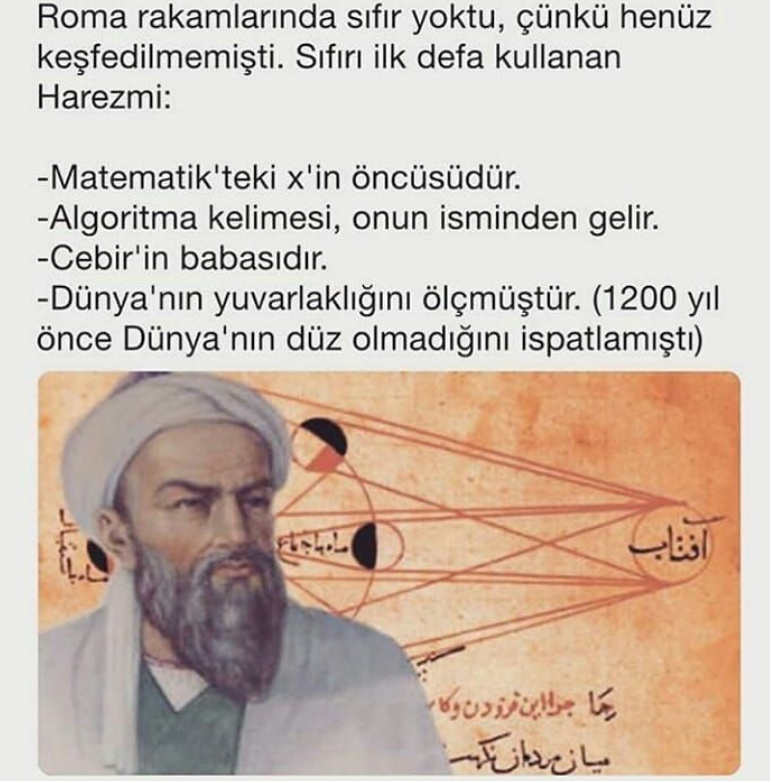 Roma rakamlarında sıfır yoktu, çünkü henüz
keşfedilmemişti. Sıfırı ilk defa kullanan
Harezmi:
-Matematik'teki x'in öncüsüdür.
-Algoritma kelimesi, onun isminden gelir.
-Cebir'in babasıdır.
-Dünya'nın yuvarlaklığını ölçmüştür. (1200 yıl
önce Dünya'nın düz olmadığını ispatlamıştı)
آفتاب